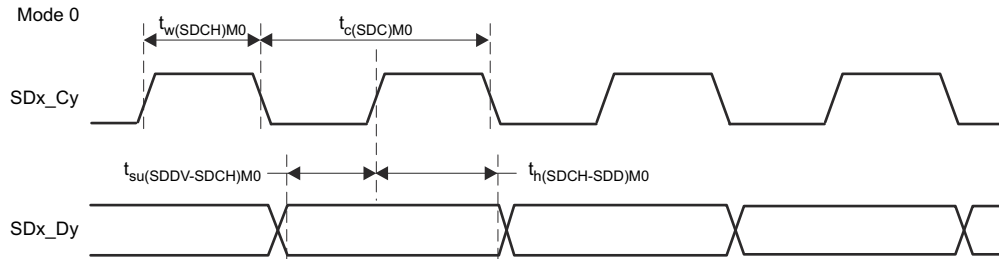 Mode 0
tw(SDCH)M0
tc(SDC)M0
SDx_Cy
tsu(SDDV-SDCH)M0
th(SDCH-SDD)M0
SDx_Dy